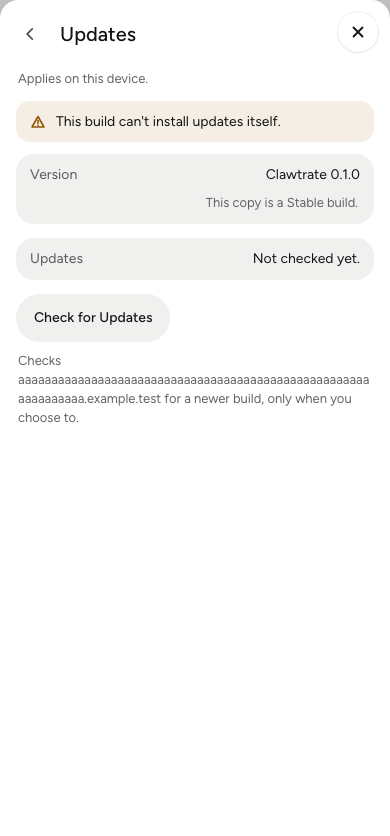 Updates
Applies on this device.
This build can't install updates itself.
Version
Clawtrate 0.1.0
This copy is a Stable build.
Updates
Not checked yet.
Check for Updates
Checks
aaaaaaaaaaaaaaaaaaaaaaaaaaaaaaaaaaaaaaaaaaaaaaaaaaaaa
aaaaaaaaaa.example.test for a newer build, only when you
choose to.